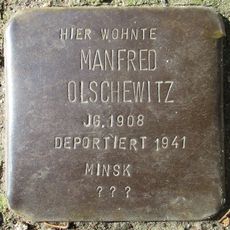 HIER WOHNTE
MANFRED
OLSCHEWITZ
JG. 1908
DEPORTIERT 1941
MINSK
???